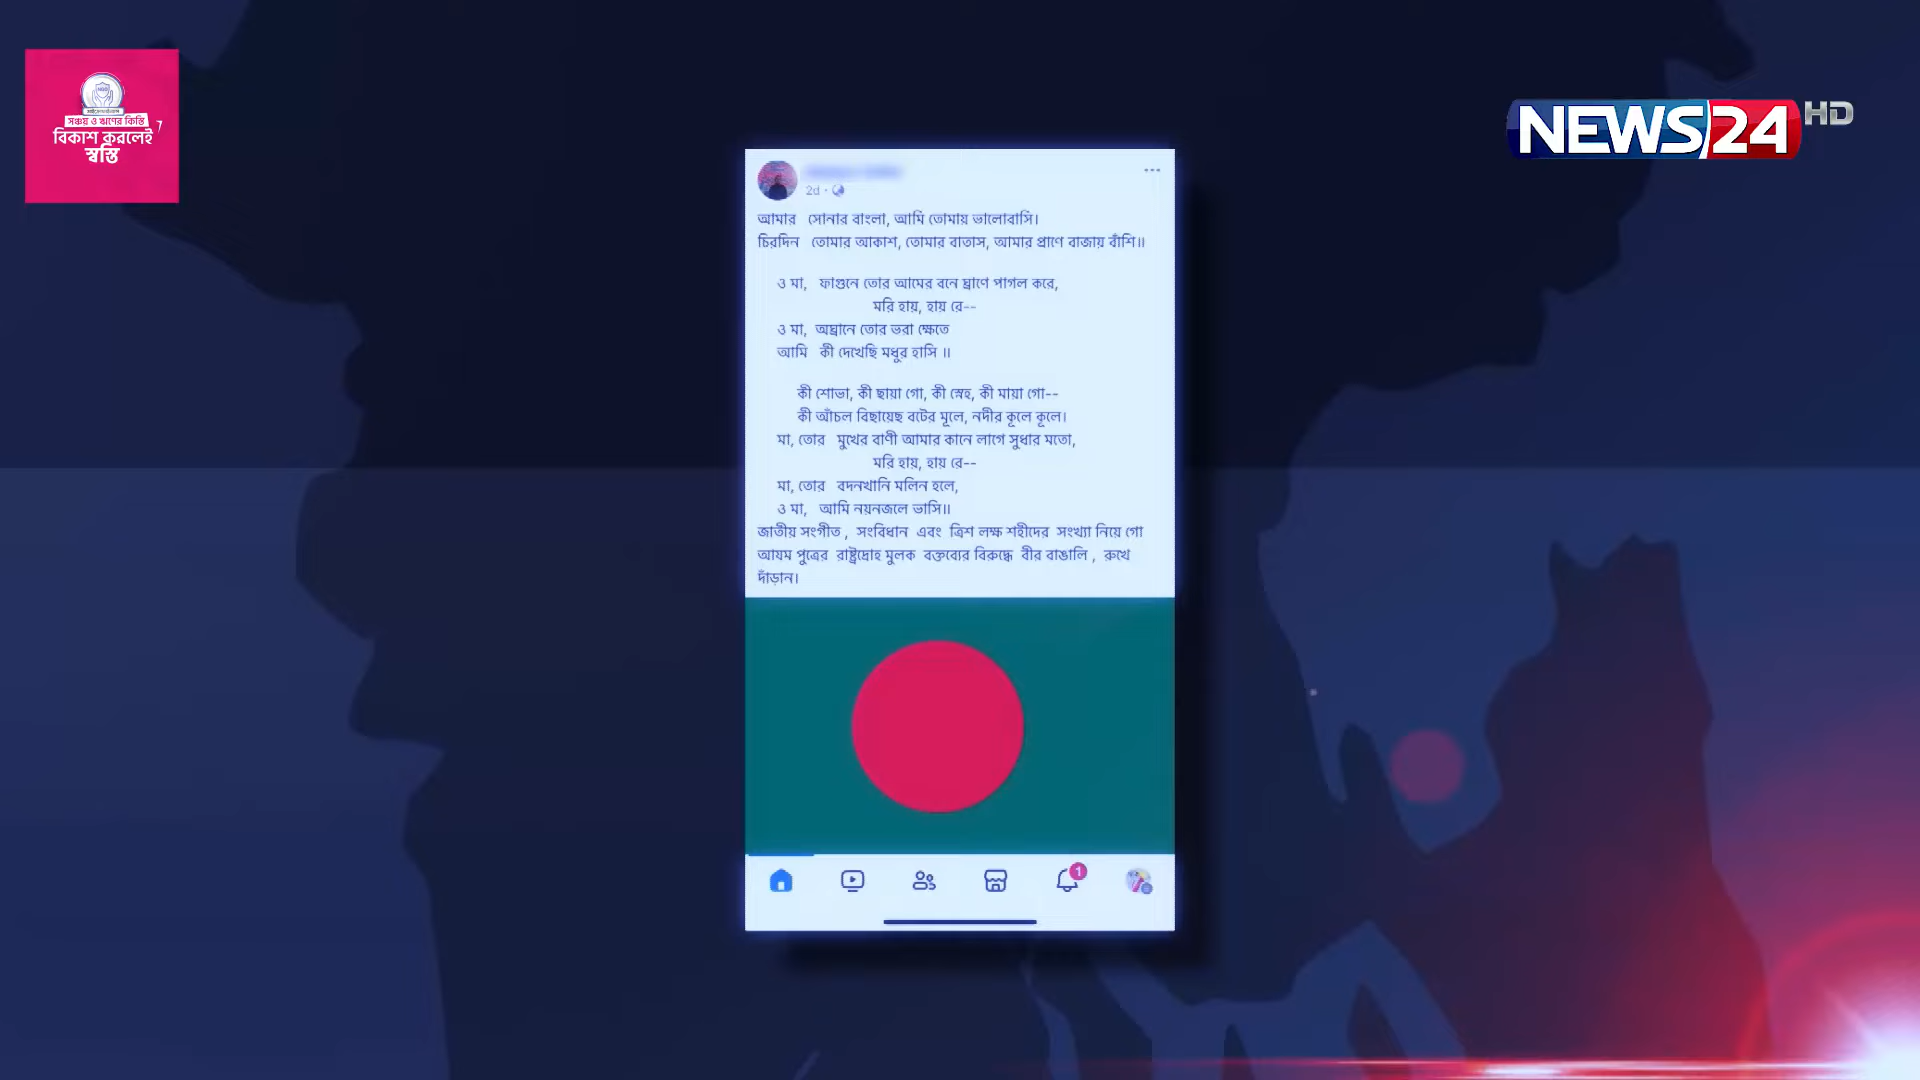 সঞ্চয় ও ঋণের কিস্তি
বিকাশ করলেই
স্বস্তি
NEWS24 HD
2d ·
আমার সোনার বাংলা, আমি তোমায় ভালোবাসি।
চিরদিন তোমার আকাশ, তোমার বাতাস, আমার প্রাণে বাজায় বাঁশি॥
ও মা, ফাগুনে তোর আমের বনে ঘ্রাণে পাগল করে,
মরি হায়, হায় রে--
ও মা, অঘ্রানে তোর ভরা ক্ষেতে
আমি কী দেখেছি মধুর হাসি ॥
কী শোভা, কী ছায়া গো, কী স্নেহ, কী মায়া গো--
কী আঁচল বিছায়েছ বটের মূলে, নদীর কূলে কূলে।
মা, তোর মুখের বাণী আমার কানে লাগে সুধার মতো,
মরি হায়, হায় রে--
মা, তোর বদনখানি মলিন হলে,
ও মা, আমি নয়নজলে ভাসি॥
জাতীয় সংগীত , সংবিধান এবং ত্রিশ লক্ষ শহীদের সংখ্যা নিয়ে গো
আযম পুত্রের রাষ্ট্রদ্রোহ মুলক বক্তব্যের বিরুদ্ধে বীর বাঙালি , রুখে
দাঁড়ান।
1